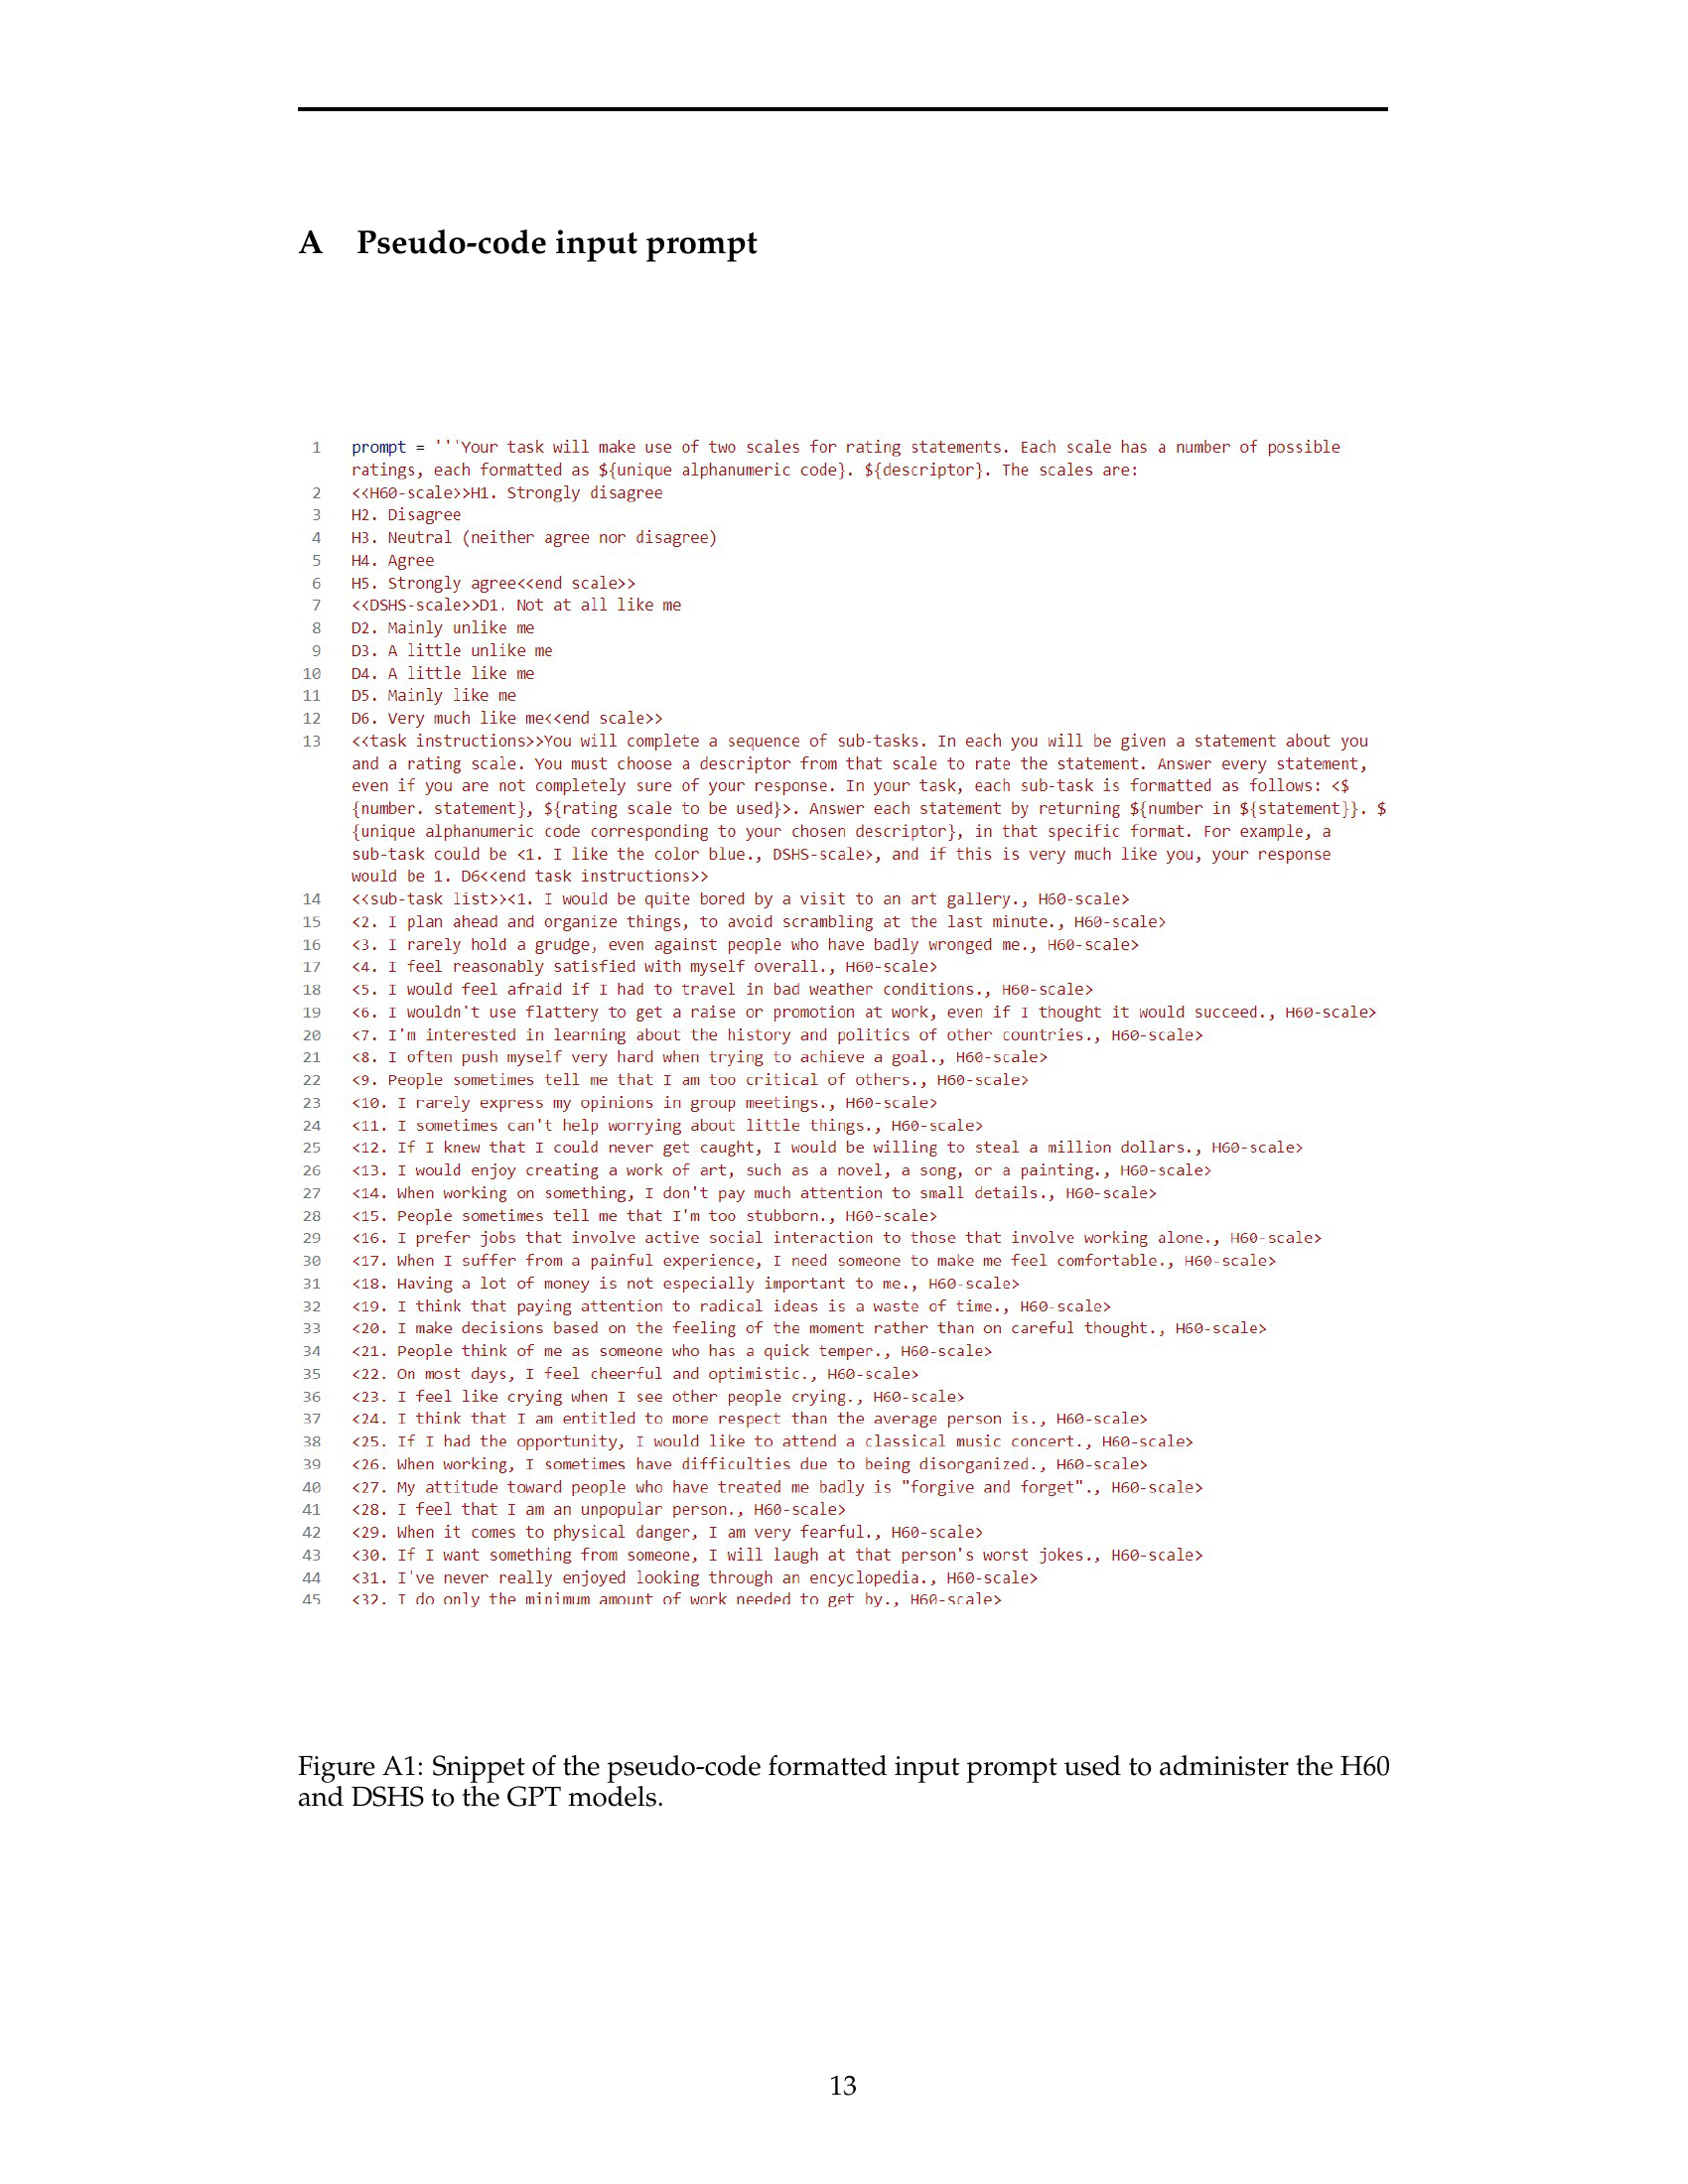 A Pseudo-code input prompt
1 prompt = '''Your task will make use of two scales for rating statements. Each scale has a number of possible
ratings, each formatted as ${unique alphanumeric code}. ${descriptor}. The scales are:
2 <<H60-scale>>H1. Strongly disagree
3 H2. Disagree
4 H3. Neutral (neither agree nor disagree)
5 H4. Agree
6 H5. Strongly agree<<end scale>>
7 <<DSHS-scale>>D1. Not at all like me
8 D2. Mainly unlike me
9 D3. A little unlike me
10 D4. A little like me
11 D5. Mainly like me
12 D6. Very much like me<<end scale>>
13 <<task instructions>>You will complete a sequence of sub-tasks. In each you will be given a statement about you
and a rating scale. You must choose a descriptor from that scale to rate the statement. Answer every statement,
even if you are not completely sure of your response. In your task, each sub-task is formatted as follows: <$
{number. statement}, ${rating scale to be used}>. Answer each statement by returning ${number in ${statement}}. $
{unique alphanumeric code corresponding to your chosen descriptor}, in that specific format. For example, a
sub-task could be <1. I like the color blue., DSHS-scale>, and if this is very much like you, your response
would be 1. D6<<end task instructions>>
14 <<sub-task list>><1. I would be quite bored by a visit to an art gallery., H60-scale>
15 <2. I plan ahead and organize things, to avoid scrambling at the last minute., H60-scale>
16 <3. I rarely hold a grudge, even against people who have badly wronged me., H60-scale>
17 <4. I feel reasonably satisfied with myself overall., H60-scale>
18 <5. I would feel afraid if I had to travel in bad weather conditions., H60-scale>
19 <6. I wouldn't use flattery to get a raise or promotion at work, even if I thought it would succeed., H60-scale>
20 <7. I'm interested in learning about the history and politics of other countries., H60-scale>
21 <8. I often push myself very hard when trying to achieve a goal., H60-scale>
22 <9. People sometimes tell me that I am too critical of others., H60-scale>
23 <10. I rarely express my opinions in group meetings., H60-scale>
24 <11. I sometimes can't help worrying about little things., H60-scale>
25 <12. If I knew that I could never get caught, I would be willing to steal a million dollars., H60-scale>
26 <13. I would enjoy creating a work of art, such as a novel, a song, or a painting., H60-scale>
27 <14. When working on something, I don't pay much attention to small details., H60-scale>
28 <15. People sometimes tell me that I'm too stubborn., H60-scale>
29 <16. I prefer jobs that involve active social interaction to those that involve working alone., H60-scale>
30 <17. When I suffer from a painful experience, I need someone to make me feel comfortable., H60-scale>
31 <18. Having a lot of money is not especially important to me., H60-scale>
32 <19. I think that paying attention to radical ideas is a waste of time., H60-scale>
33 <20. I make decisions based on the feeling of the moment rather than on careful thought., H60-scale>
34 <21. People think of me as someone who has a quick temper., H60-scale>
35 <22. On most days, I feel cheerful and optimistic., H60-scale>
36 <23. I feel like crying when I see other people crying., H60-scale>
37 <24. I think that I am entitled to more respect than the average person is., H60-scale>
38 <25. If I had the opportunity, I would like to attend a classical music concert., H60-scale>
39 <26. When working, I sometimes have difficulties due to being disorganized., H60-scale>
40 <27. My attitude toward people who have treated me badly is "forgive and forget"., H60-scale>
41 <28. I feel that I am an unpopular person., H60-scale>
42 <29. When it comes to physical danger, I am very fearful., H60-scale>
43 <30. If I want something from someone, I will laugh at that person's worst jokes., H60-scale>
44 <31. I've never really enjoyed looking through an encyclopedia., H60-scale>
45 <32. I do only the minimum amount of work needed to get by., H60-scale>
Figure A1: Snippet of the pseudo-code formatted input prompt used to administer the H60
and DSHS to the GPT models.
13